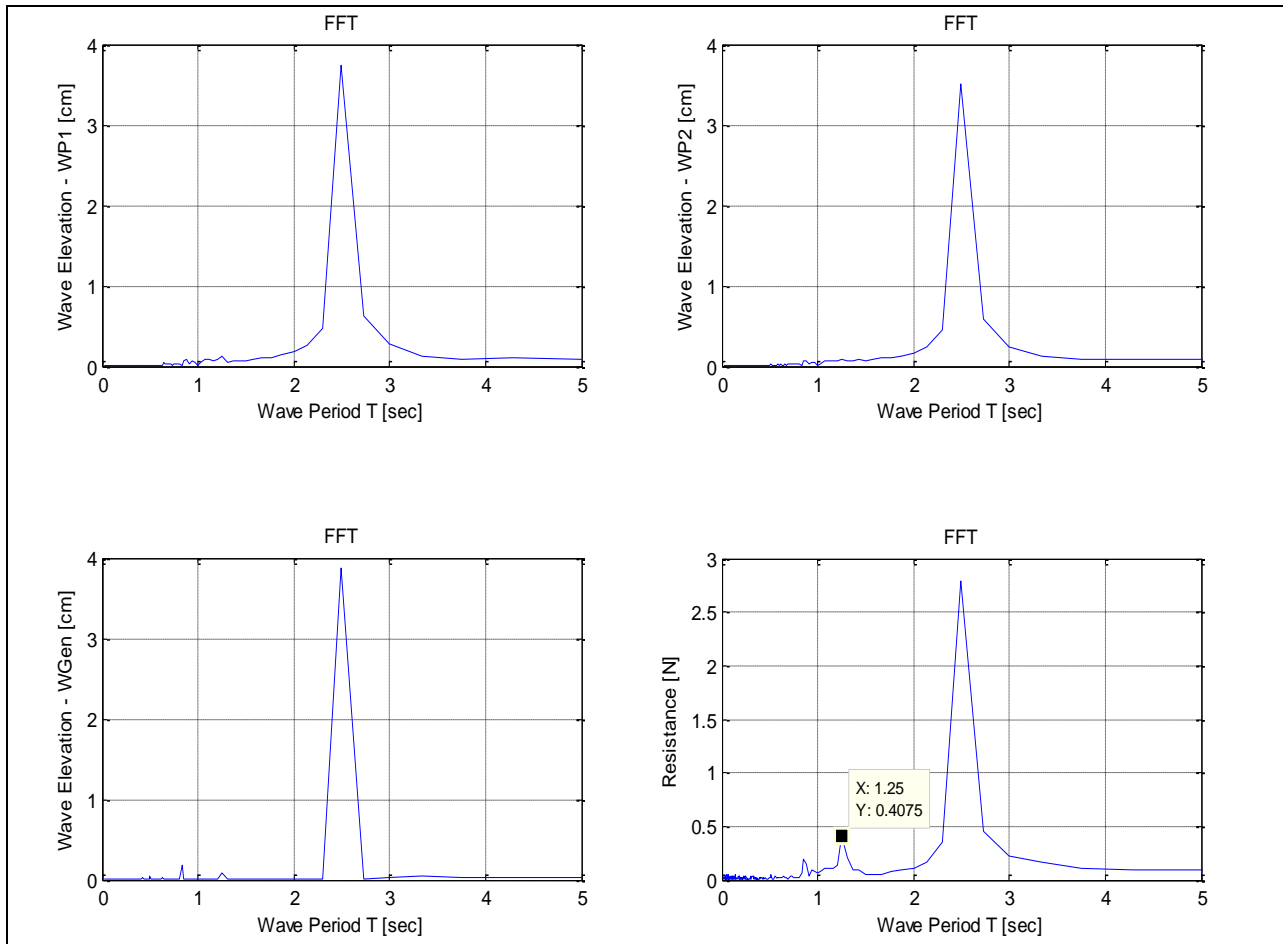 FFT
4
3
2
1
0
Wave Elevation - WP1 [cm]
0 1 2 3 4 5
Wave Period T [sec]
FFT
4
3
2
1
0
Wave Elevation - WP2 [cm]
0 1 2 3 4 5
Wave Period T [sec]
FFT
4
3
2
1
0
Wave Elevation - WGen [cm]
0 1 2 3 4 5
Wave Period T [sec]
FFT
3
2.5
2
1.5
1
0.5
0
Resistance [N]
X: 1.25
Y: 0.4075
0 1 2 3 4 5
Wave Period T [sec]